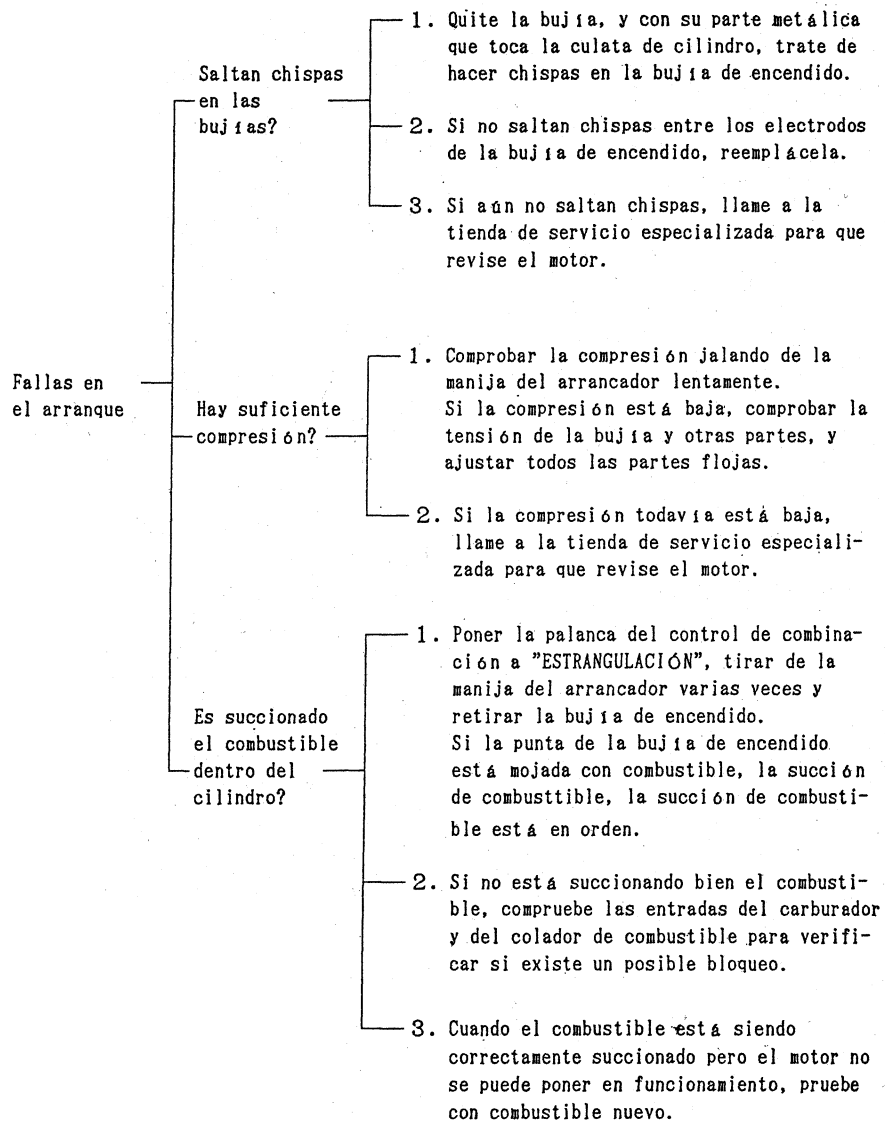 Fallas en
el arranque
Saltan chispas
en las
bujías?
1. Quite la bujía, y con su parte metálica
que toca la culata de cilindro, trate de
hacer chispas en la bujía de encendido.
2. Si no saltan chispas entre los electrodos
de la bujía de encendido, reemplácela.
3. Si aún no saltan chispas, llame a la
tienda de servicio especializada para que
revise el motor.
Hay suficiente
compresión?
1. Comprobar la compresión jalando de la
manija del arrancador lentamente.
Si la compresión está baja, comprobar la
tensión de la bujía y otras partes, y
ajustar todos las partes flojas.
2. Si la compresión todavía está baja,
llame a la tienda de servicio especiali-
zada para que revise el motor.
Es succionado
el combustible
dentro del
cilindro?
1. Poner la palanca del control de combina-
ción a "ESTRANGULACIÓN", tirar de la
manija del arrancador varias veces y
retirar la bujía de encendido.
Si la punta de la bujía de encendido
está mojada con combustible, la succión
de combusttible, la succión de combusti-
ble está en orden.
2. Si no está succionando bien el combusti-
ble, compruebe las entradas del carburador
y del colador de combustible para verifi-
car si existe un posible bloqueo.
3. Cuando el combustible está siendo
correctamente succionado pero el motor no
se puede poner en funcionamiento, pruebe
con combustible nuevo.